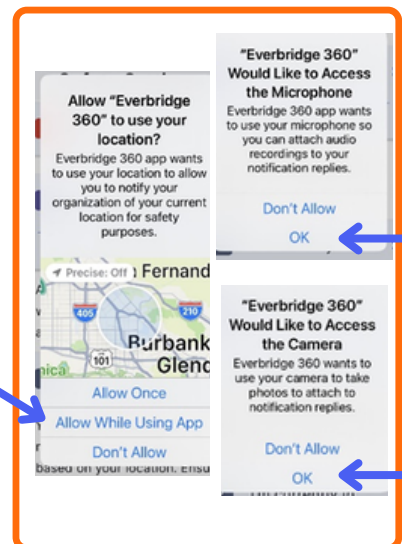 Allow "Everbridge
360" to use your
location?
Everbridge 360 app wants
to use your location to allow
you to notify your
organization of your current
location for safety
purposes.
Precise: Off
Fernand
405
210
Burbank
101
Glend
nica
Allow Once
Allow While Using App
Don't Allow
based on your location. Ensu
"Everbridge 360"
Would Like to Access
the Microphone
Everbridge 360 app wants
to use your microphone so
you can attach audio
recordings to your
notification replies.
Don't Allow
OK
"Everbridge 360"
Would Like to Access
the Camera
Everbridge 360 wants to
use your camera to take
photos to attach to
notification replies.
Don't Allow
OK